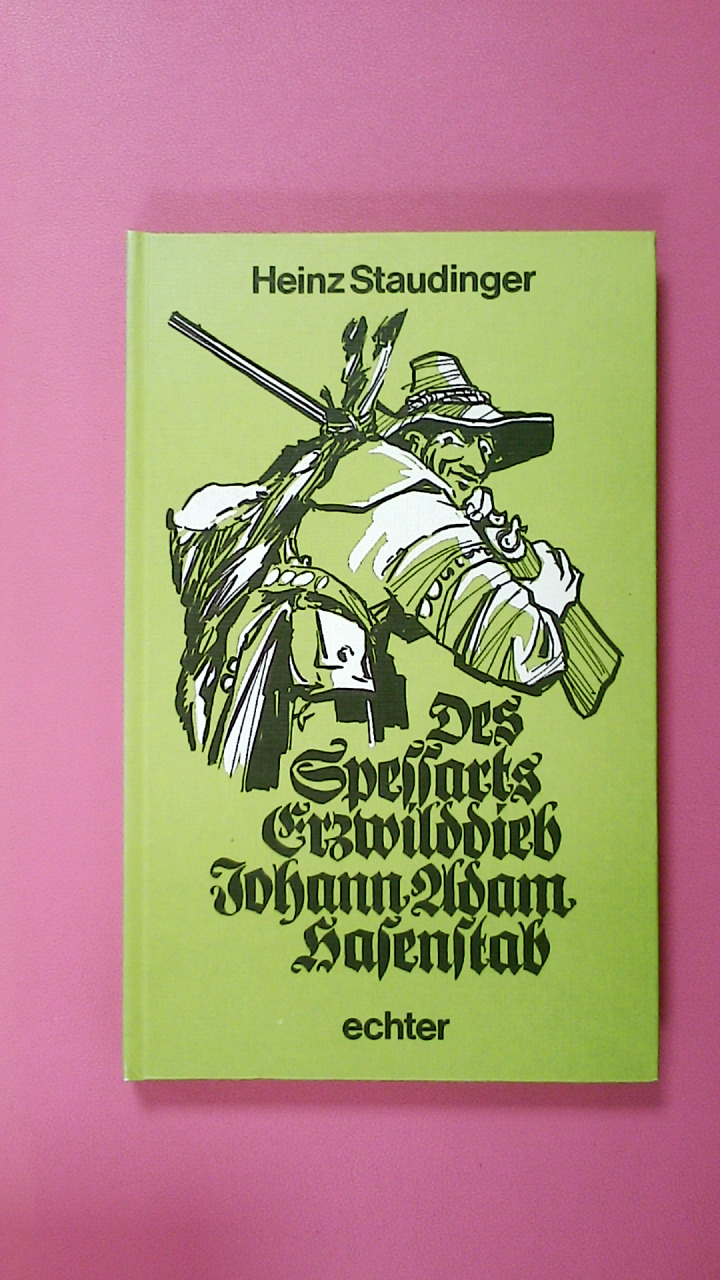 Heinz Staudinger
Des
Speſſarts
Erzwilddieb
Johann Adam
Haſenſtab
echter